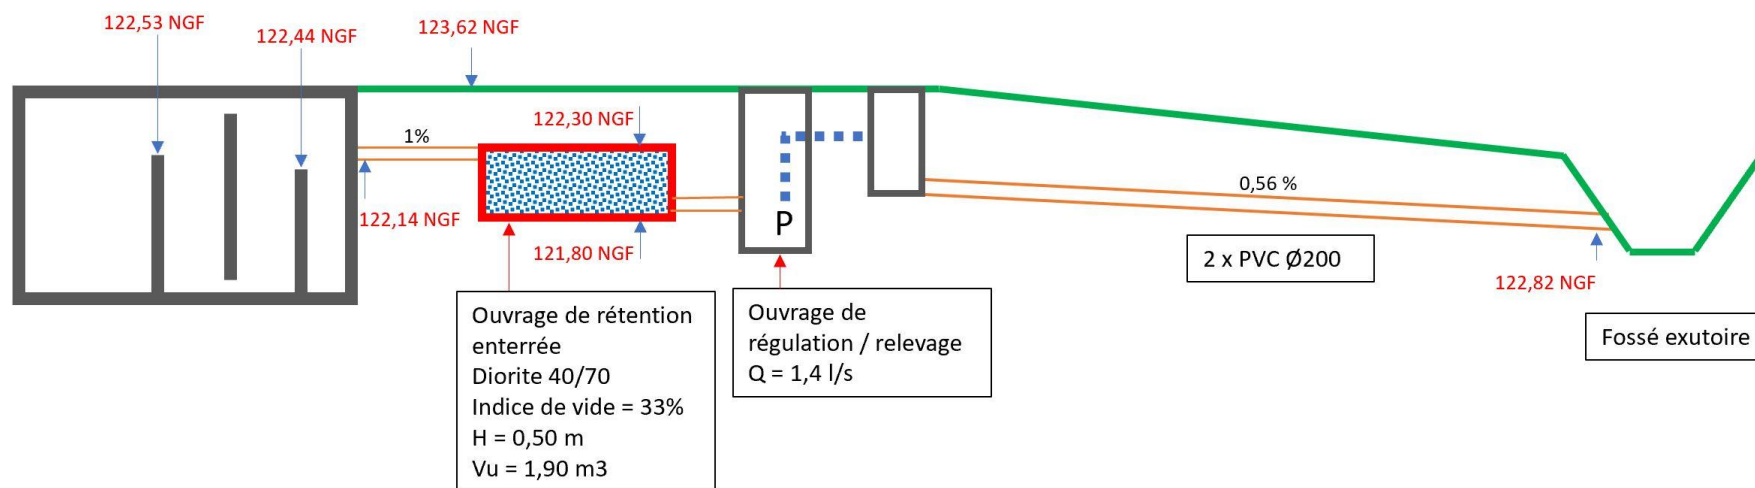 122,53 NGF
122,44 NGF
123,62 NGF
1%
122,30 NGF
122,14 NGF
121,80 NGF
P
0,56 %
2 x PVC Ø200
122,82 NGF
Ouvrage de rétention
enterrée
Diorite 40/70
Indice de vide = 33%
H = 0,50 m
Vu = 1,90 m3
Ouvrage de
régulation / relevage
Q = 1,4 l/s
Fossé exutoire